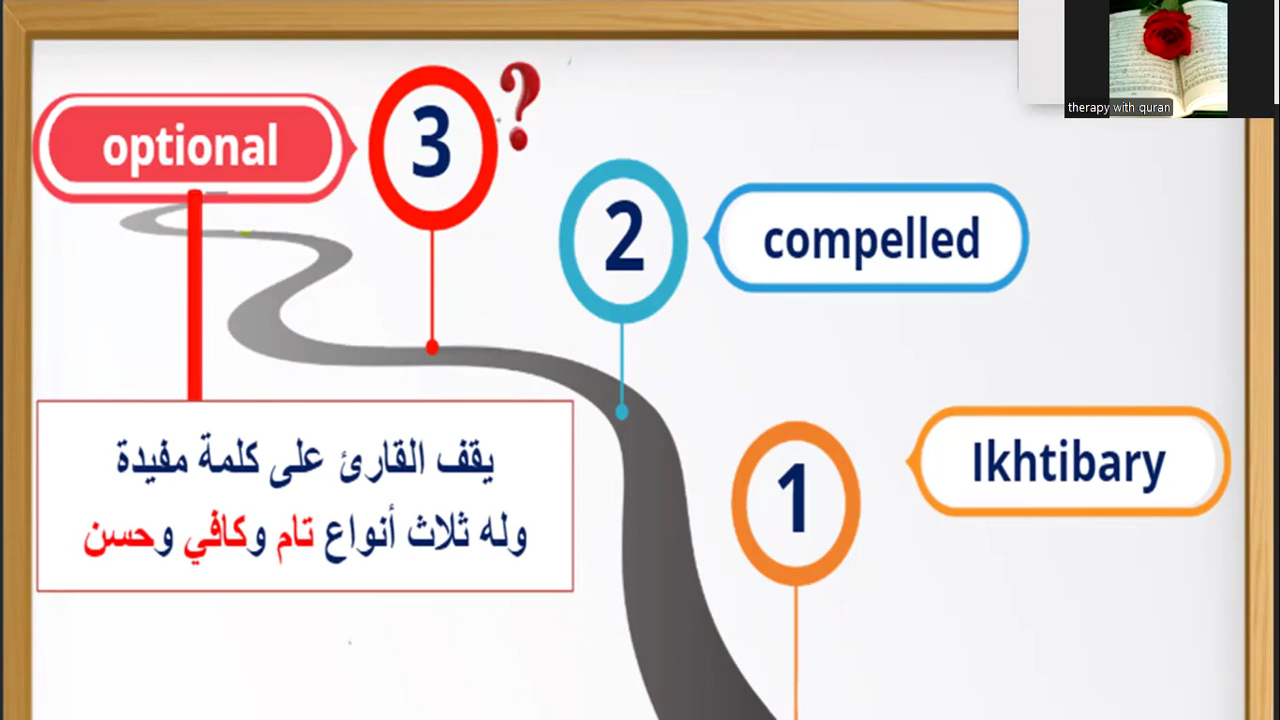 therapy with quran
optional
3
?
2
compelled
1
Ikhtibary
يقف القارئ على كلمة مفيدة
وله ثلاث أنواع تام وكافي وحسن